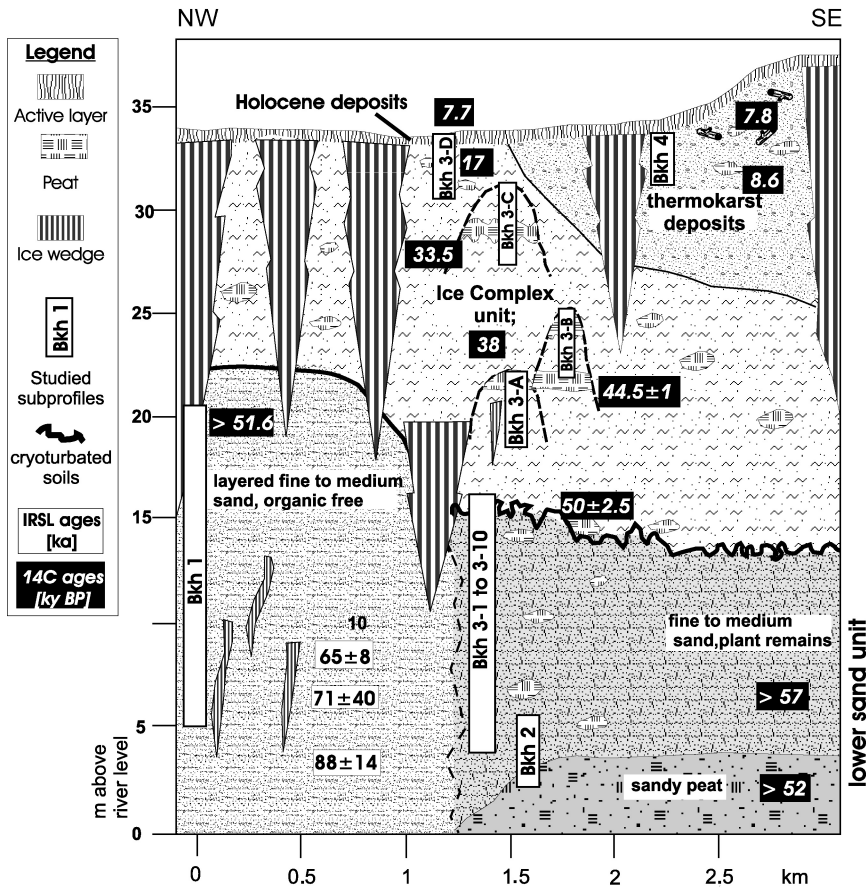 NW
SE
Legend
Active layer
Peat
Ice wedge
Bkh 1
Studied
subprofiles
cryoturbated
soils
IRSL ages
[ka]
14C ages
[ky BP]
35
30
25
20
15
10
5
0
m above
river level
Holocene deposits
7.7
Bkh 3-D
17
Bkh 4
7.8
8.6
thermokarst
deposits
Bkh 3-C
33.5
Ice Complex
unit;
38
Bkh 3-B
Bkh 3-A
44.5±1
> 51.6
layered fine to medium
sand, organic free
50±2.5
Bkh 1
Bkh 3-1 to 3-10
65±8
71±40
88±14
fine to medium
sand,plant remains
> 57
Bkh 2
sandy peat
> 52
lower sand unit
0
0.5
1
1.5
2
2.5
km